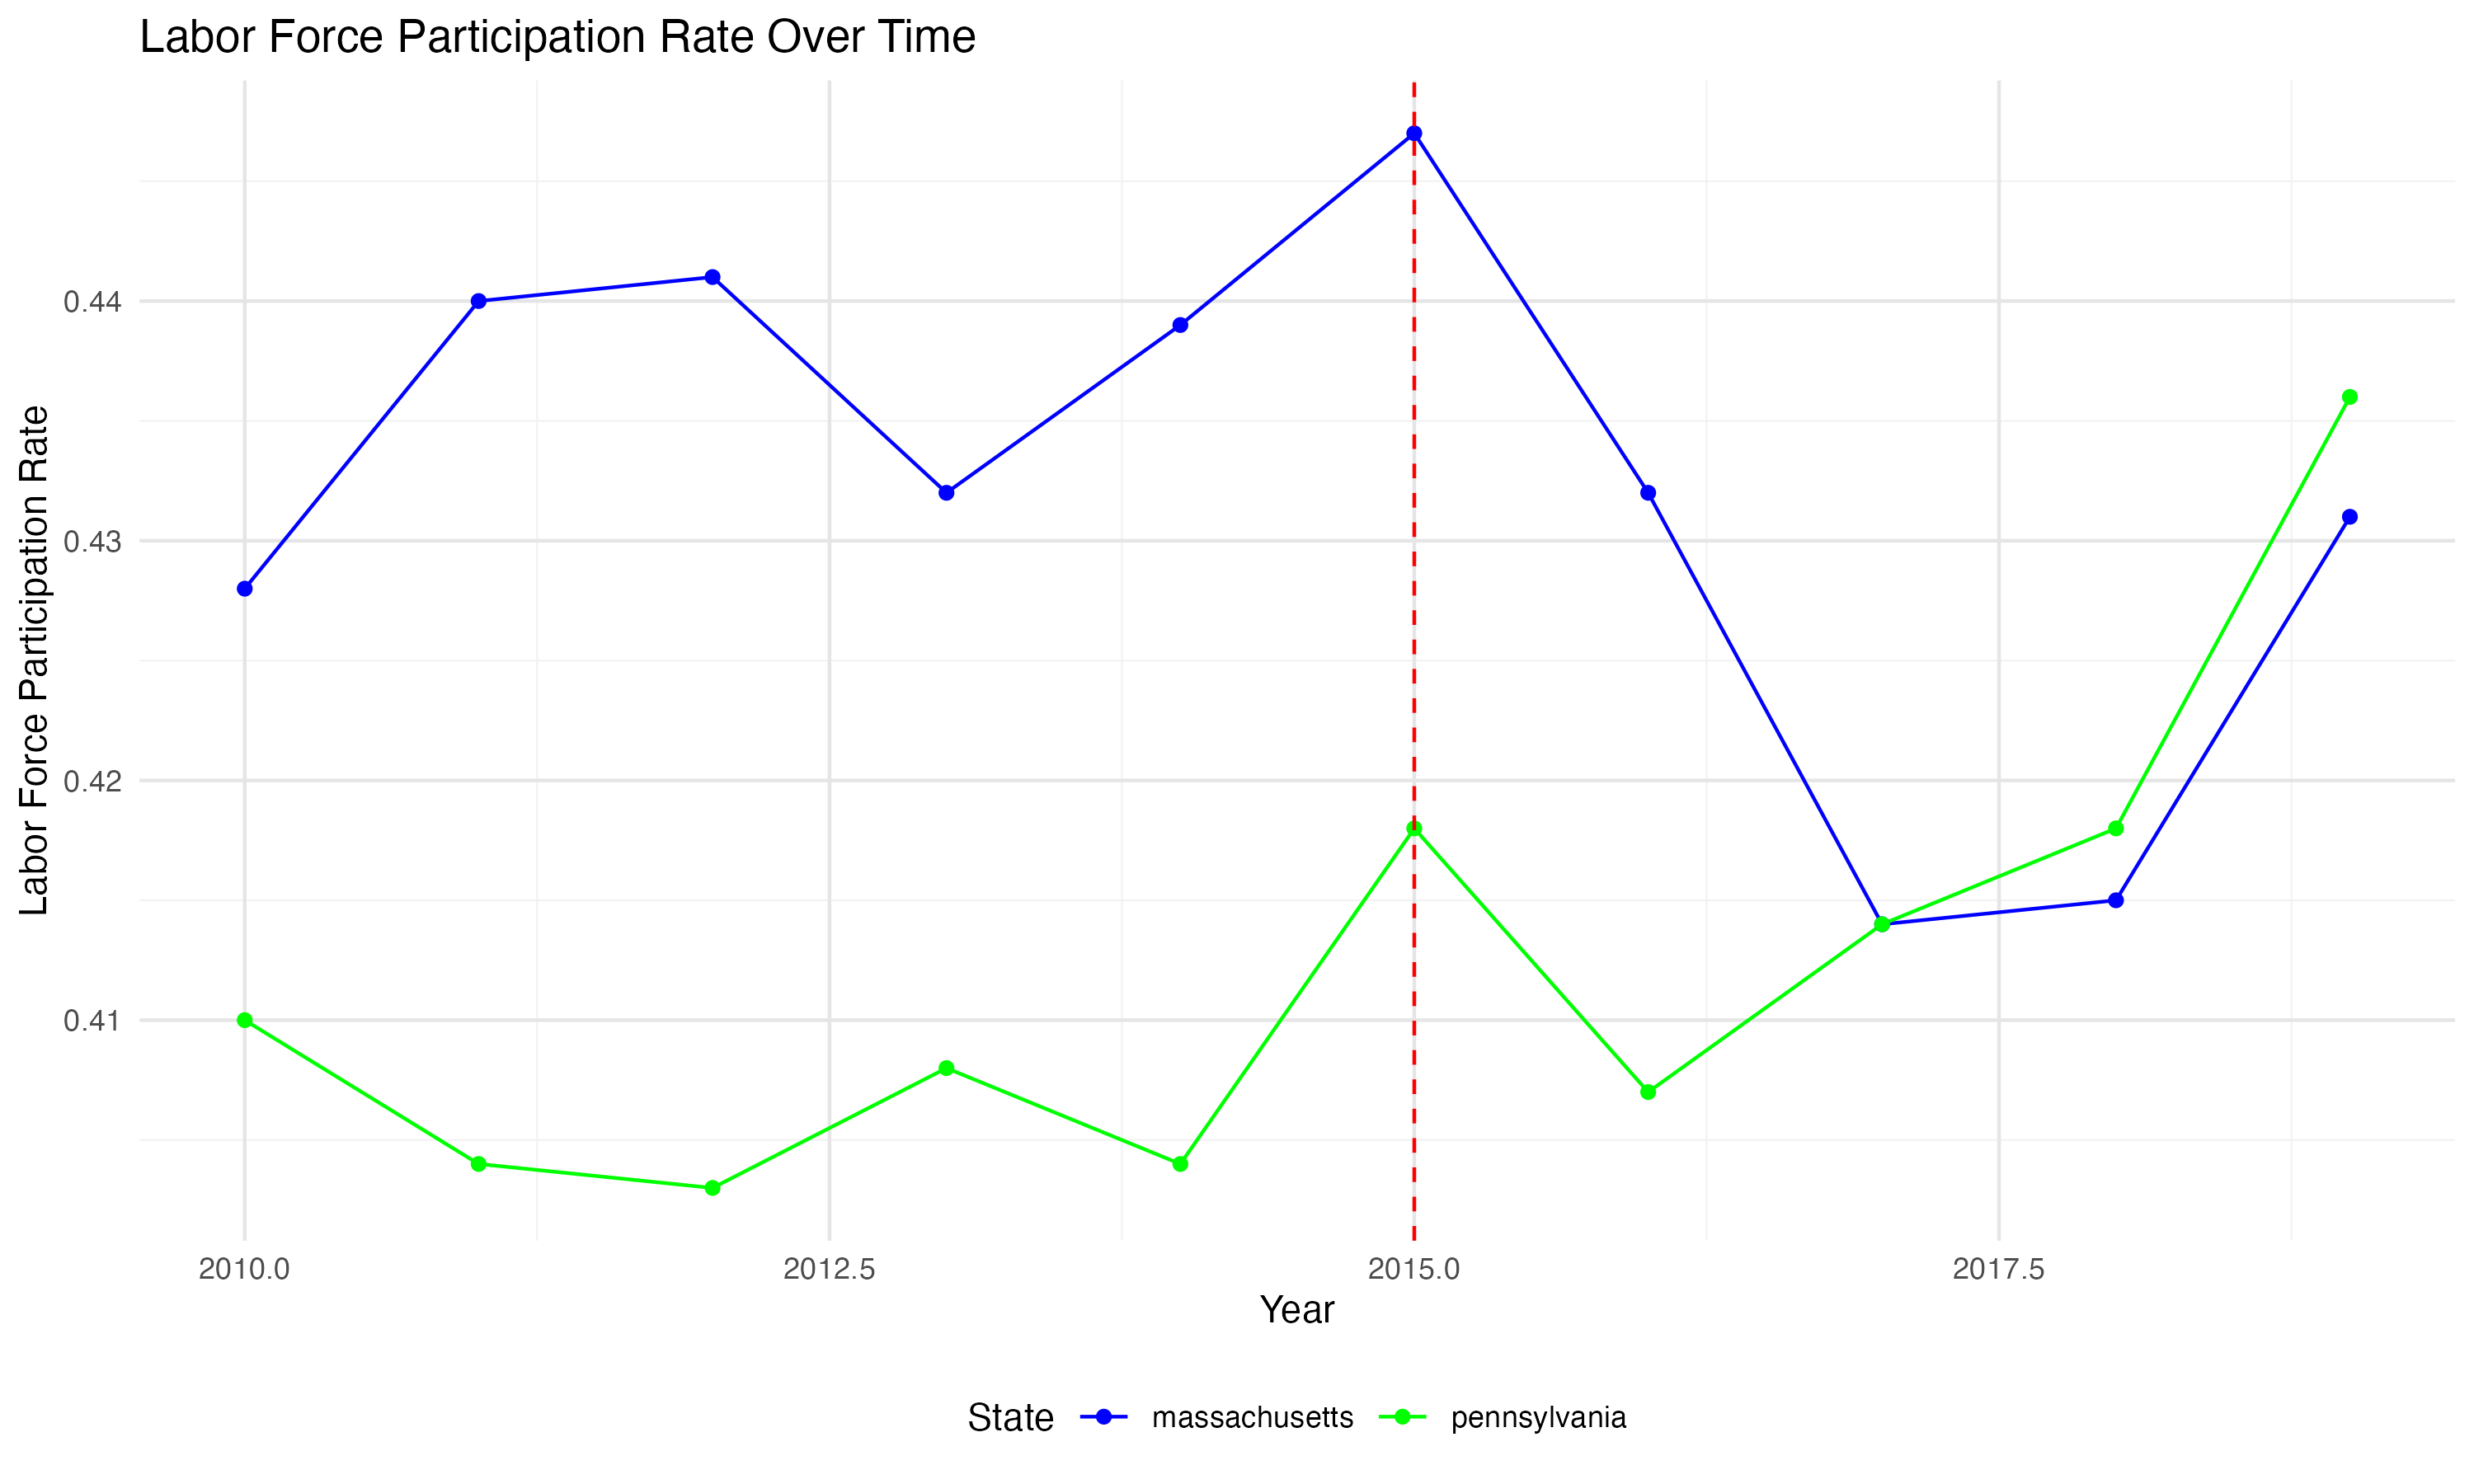 Labor Force Participation Rate Over Time
Labor Force Participation Rate
0.44
0.43
0.42
0.41
2010.0 2012.5 2015.0 2017.5
Year
State massachusetts pennsylvania